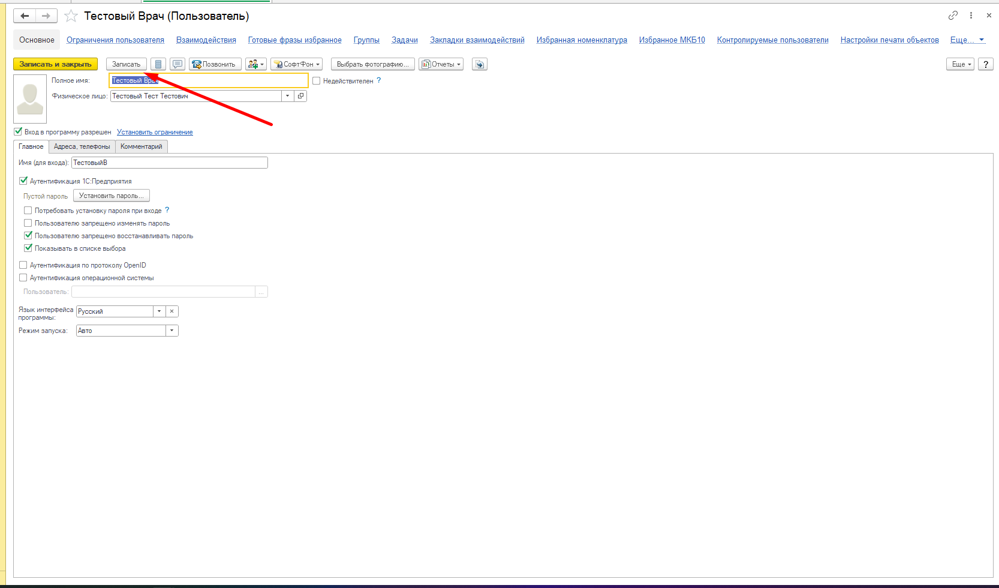 Тестовый Врач (Пользователь)
Основное Ограничения пользователя Взаимодействия Готовые фразы избранное Группы Задачи Закладки взаимодействий Избранная номенклатура Избранное МКБ10 Контролируемые пользователи Настройки печати объектов Еще...
Записать и закрыть Записать Позвонить СофтФон Выбрать фотографию... Отчеты Еще ?
Полное имя: Тестовый Врач Недействителен ?
Физическое лицо: Тестовый Тест Тестович
Вход в программу разрешен Установить ограничение
Главное Адреса, телефоны Комментарий
Имя (для входа): ТестовыйВ
Аутентификация 1С:Предприятия
Пустой пароль Установить пароль...
Потребовать установку пароля при входе ?
Пользователю запрещено изменять пароль
Пользователю запрещено восстанавливать пароль
Показывать в списке выбора
Аутентификация по протоколу OpenID
Аутентификация операционной системы
Пользователь: ...
Язык интерфейса
программы: Русский
Режим запуска: Авто